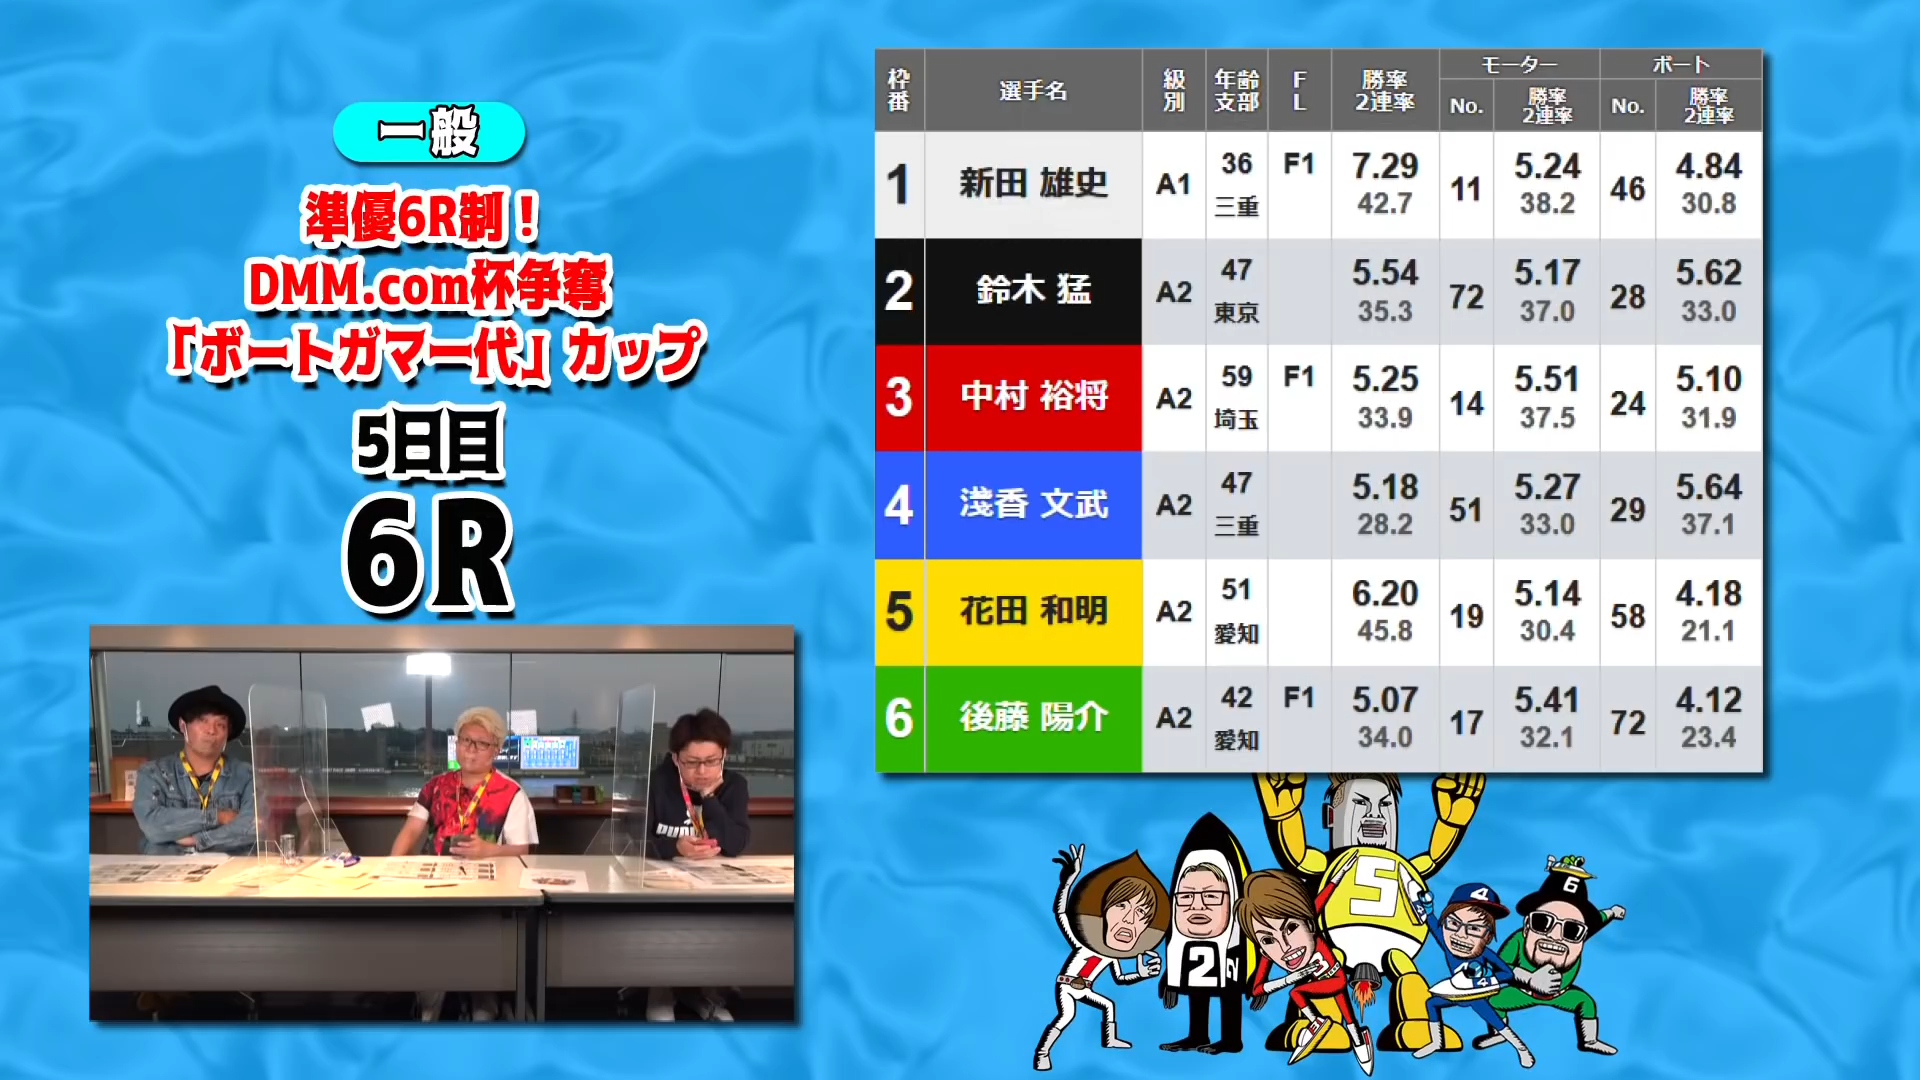 一般
準優6R制！
DMM.com杯争奪
「ボートガマ一代」カップ
5日目
6R
枠番 選手名 級別 年齢支部 FL 勝率2連率 モーター ボート
No. 勝率2連率 No. 勝率2連率
1 新田 雄史 A1 36 三重 F1 7.29 42.7 11 5.24 38.2 46 4.84 30.8
2 鈴木 猛 A2 47 東京 5.54 35.3 72 5.17 37.0 28 5.62 33.0
3 中村 裕将 A2 59 埼玉 F1 5.25 33.9 14 5.51 37.5 24 5.10 31.9
4 淺香 文武 A2 47 三重 5.18 28.2 51 5.27 33.0 29 5.64 37.1
5 花田 和明 A2 51 愛知 6.20 45.8 19 5.14 30.4 58 4.18 21.1
6 後藤 陽介 A2 42 愛知 F1 5.07 34.0 17 5.41 32.1 72 4.12 23.4
1
2
3
5
4
6